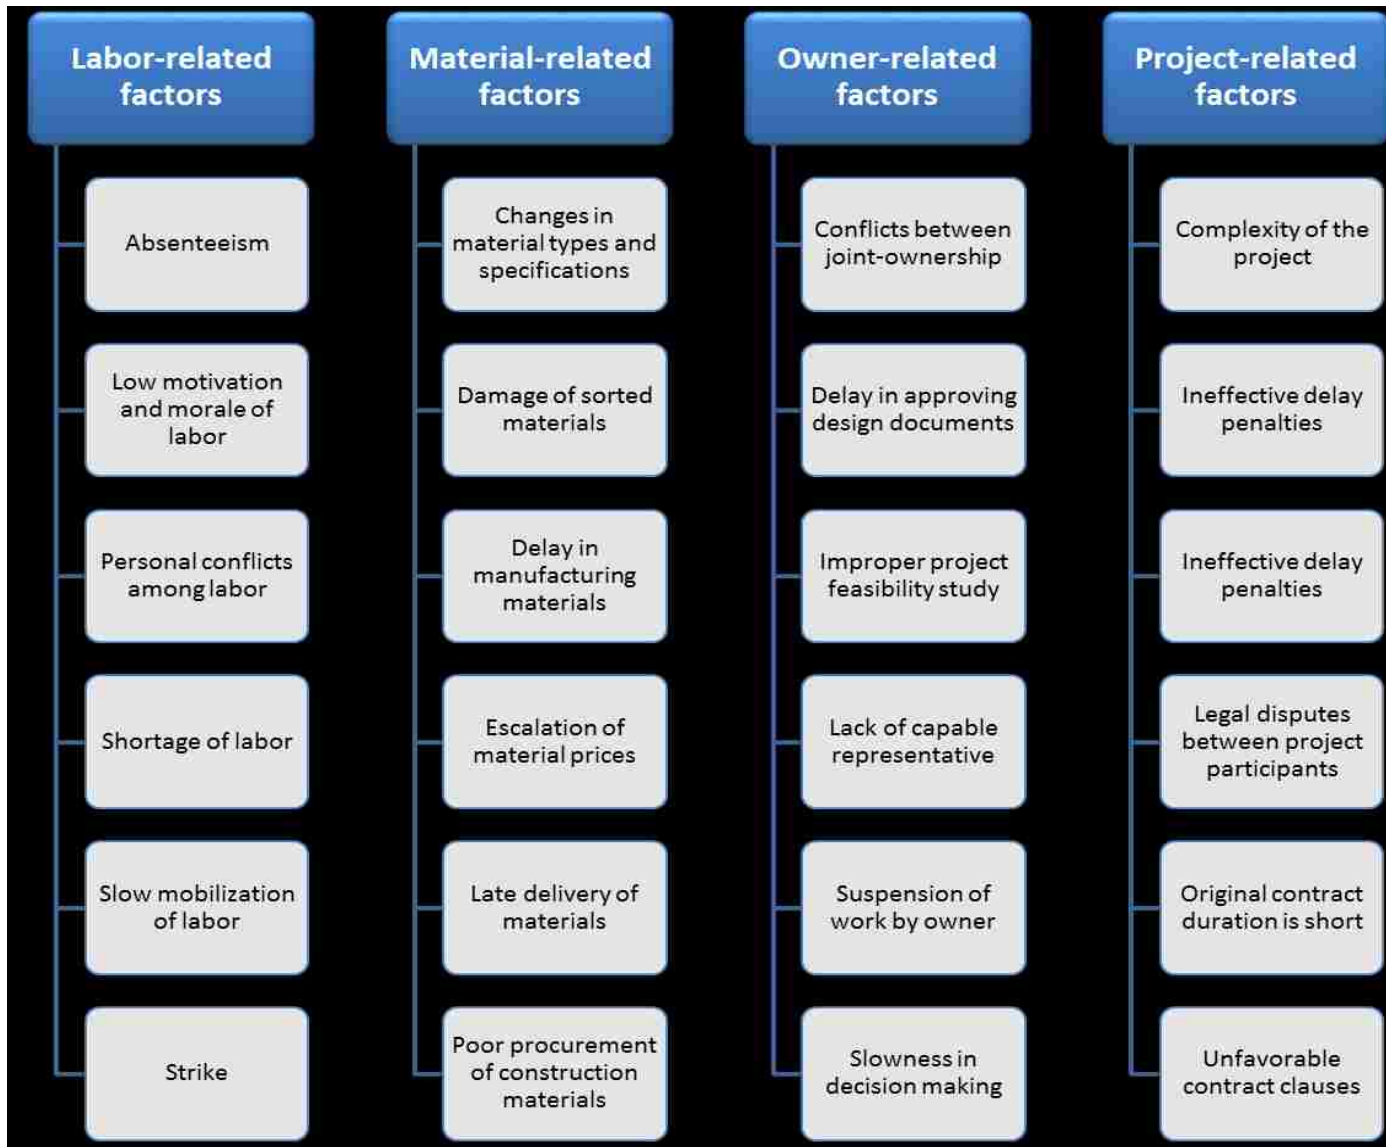 Labor-related
factors
Absenteeism
Low motivation
and morale of
labor
Personal conflicts
among labor
Shortage of labor
Slow mobilization
of labor
Strike
Material-related
factors
Changes in
material types and
specifications
Damage of sorted
materials
Delay in
manufacturing
materials
Escalation of
material prices
Late delivery of
materials
Poor procurement
of construction
materials
Owner-related
factors
Conflicts between
joint-ownership
Delay in approving
design documents
Improper project
feasibility study
Lack of capable
representative
Suspension of
work by owner
Slowness in
decision making
Project-related
factors
Complexity of the
project
Ineffective delay
penalties
Ineffective delay
penalties
Legal disputes
between project
participants
Original contract
duration is short
Unfavorable
contract clauses